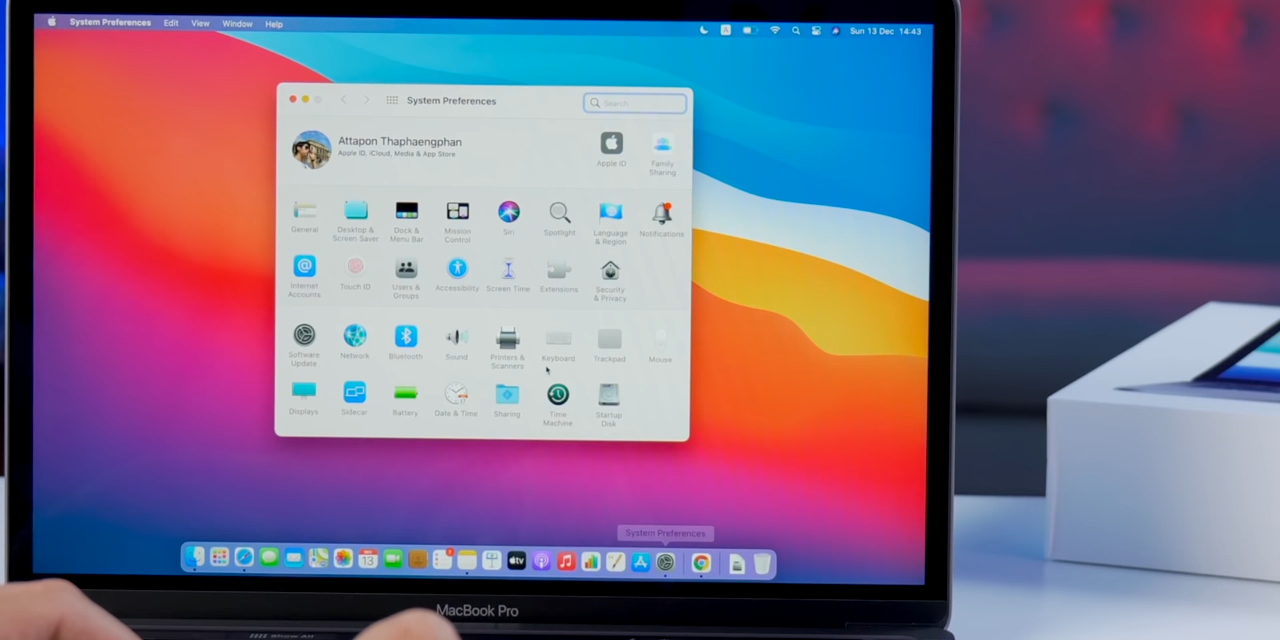 System Preferences Edit View Window Help
A
Sun 13 Dec 14:43
System Preferences
Search
Attapon Thaphaengphan
Apple ID, iCloud, Media & App Store
Apple ID
Family
Sharing
General
Desktop &
Screen Saver
Dock &
Menu Bar
Mission
Control
Siri
Spotlight
Language
& Region
Notifications
Internet
Accounts
Touch ID
Users &
Groups
Accessibility
Screen Time
Extensions
Security
& Privacy
Software
Update
Network
Bluetooth
Sound
Printers &
Scanners
Keyboard
Trackpad
Mouse
Displays
Sidecar
Battery
Date & Time
Sharing
Time
Machine
Startup
Disk
System Preferences
13
tv
MacBook Pro